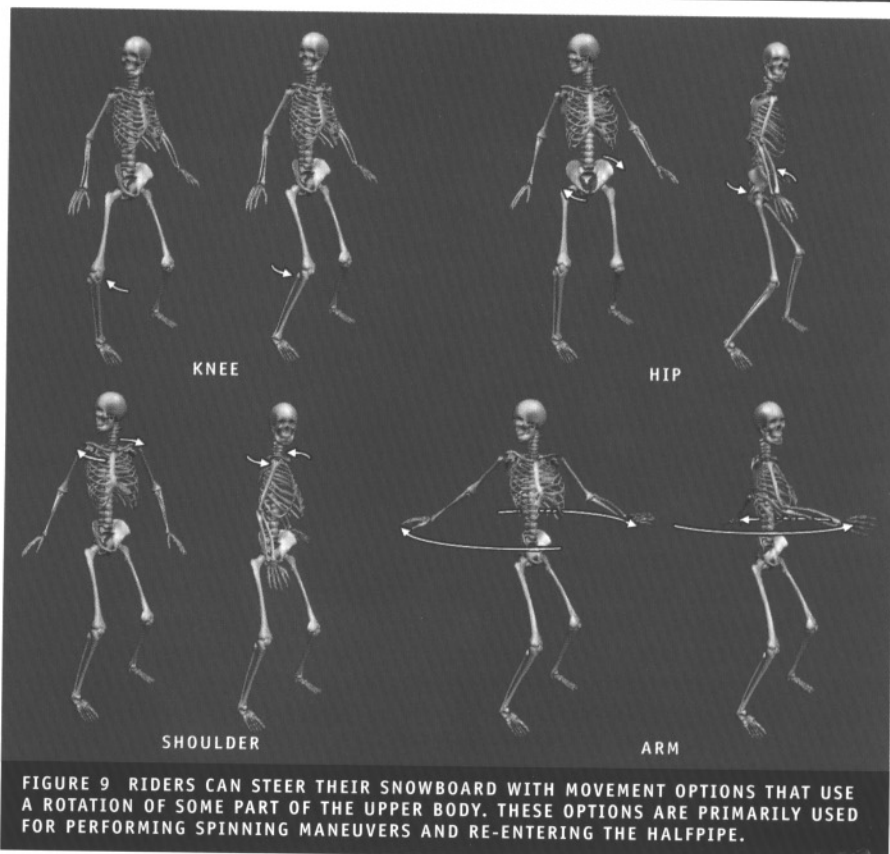 KNEE
HIP
SHOULDER
ARM
FIGURE 9 RIDERS CAN STEER THEIR SNOWBOARD WITH MOVEMENT OPTIONS THAT USE
A ROTATION OF SOME PART OF THE UPPER BODY. THESE OPTIONS ARE PRIMARILY USED
FOR PERFORMING SPINNING MANEUVERS AND RE-ENTERING THE HALFPIPE.